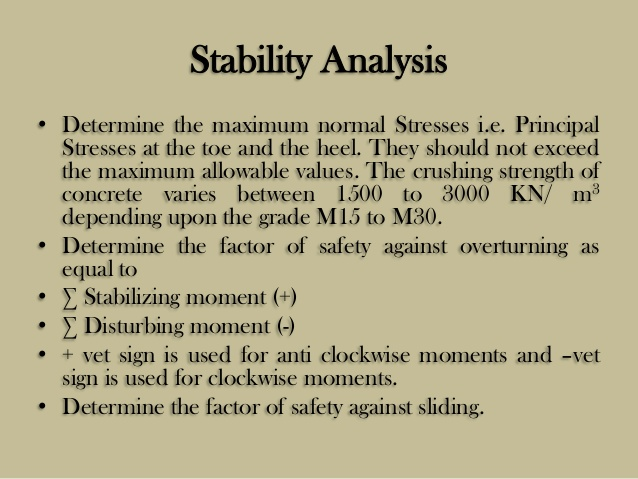 Stability Analysis
• Determine the maximum normal Stresses i.e. Principal
Stresses at the toe and the heel. They should not exceed
the maximum allowable values. The crushing strength of
concrete varies between 1500 to 3000 KN/ m³
depending upon the grade M15 to M30.
• Determine the factor of safety against overturning as
equal to
• ∑ Stabilizing moment (+)
• ∑ Disturbing moment (-)
• + vet sign is used for anti clockwise moments and –vet
sign is used for clockwise moments.
• Determine the factor of safety against sliding.